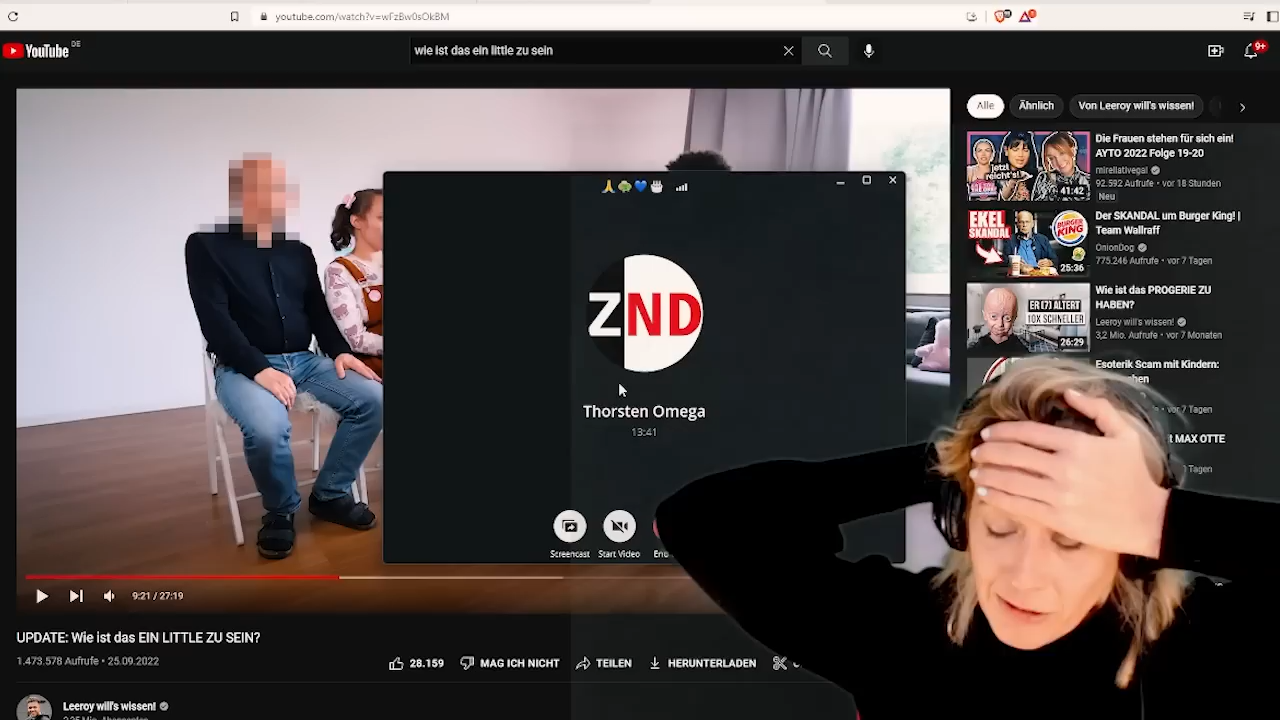 youtube.com/watch?v=wFzBw0sOkBM
YouTube DE
wie ist das ein little zu sein
9+
Alle
Ähnlich
Von Leeroy will's wissen!
Die Frauen stehen für sich ein!
AYTO 2022 Folge 19-20
mirellativegal
92.592 Aufrufe • vor 18 Stunden
Neu
41:42
Der SKANDAL um Burger King! |
Team Wallraff
OnionDog
775.246 Aufrufe • vor 7 Tagen
EKEL
SKANDAL
BURGER
KING
25:36
Wie ist das PROGERIE ZU
HABEN?
Leeroy will's wissen!
3,2 Mio. Aufrufe • vor 7 Monaten
ER (7) ALTERT
10X SCHNELLER
26:29
Esoterik Scam mit Kindern:
vor 7 Tagen
MAX OTTE
Tagen
ZND
Thorsten Omega
13:41
Screencast
Start Video
9:21 / 27:19
UPDATE: Wie ist das EIN LITTLE ZU SEIN?
1.473.578 Aufrufe • 25.09.2022
28.159
MAG ICH NICHT
TEILEN
HERUNTERLADEN
Leeroy will's wissen!